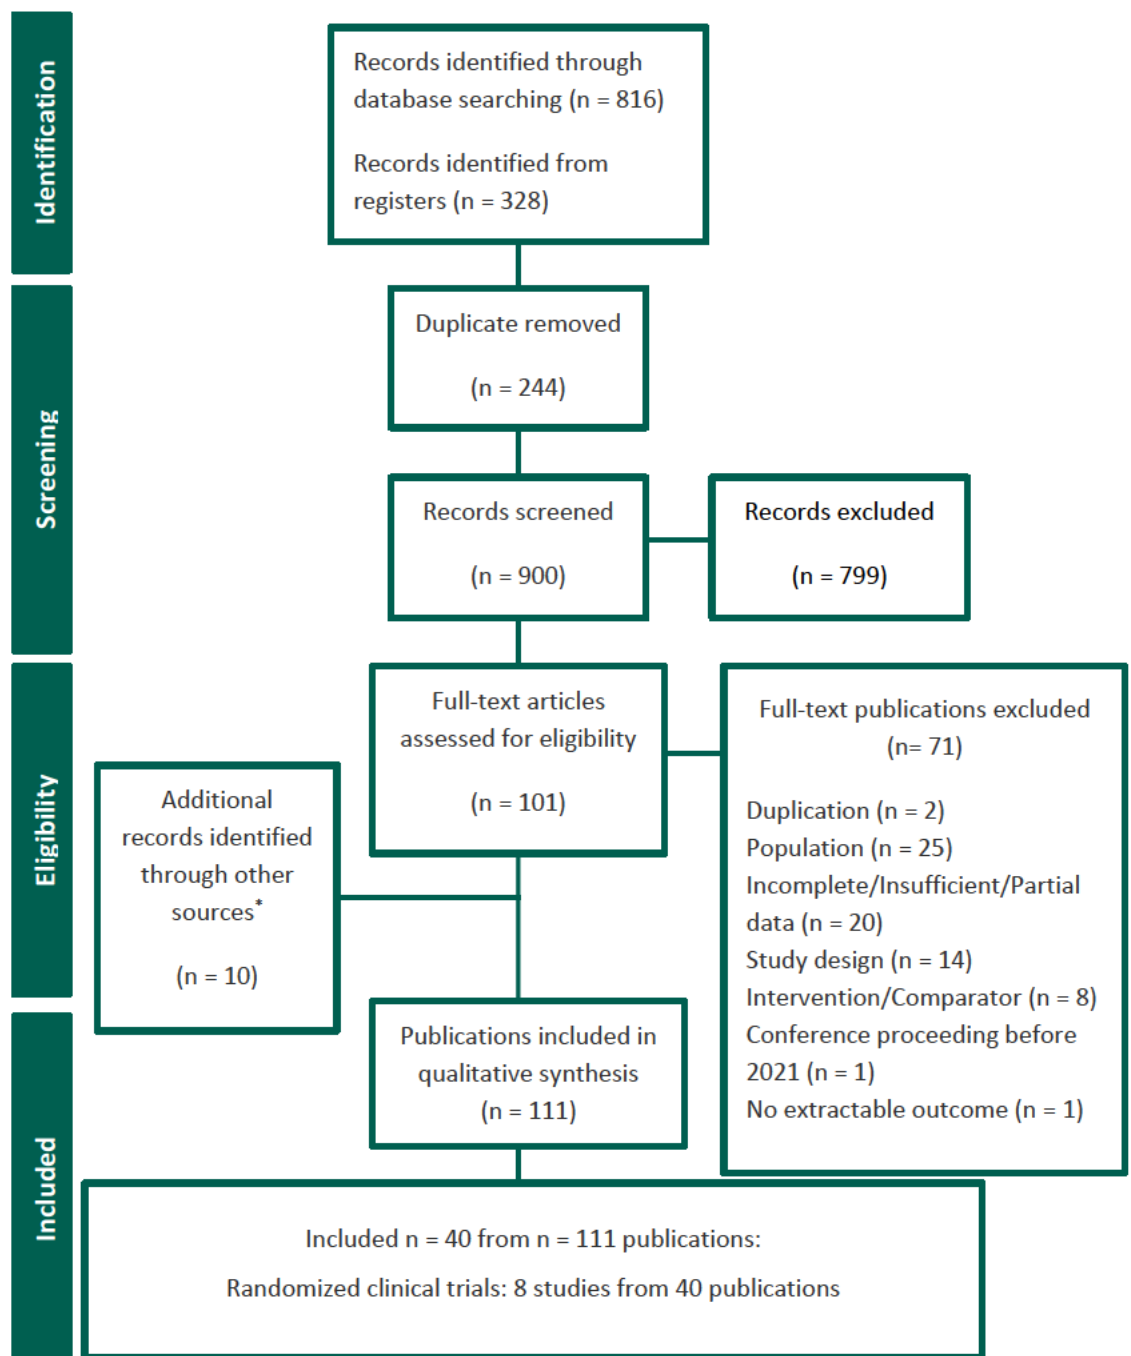 Identification
Records identified through
database searching (n = 816)
Records identified from
registers (n = 328)
Screening
Duplicate removed
(n = 244)
Records screened
(n = 900)
Records excluded
(n = 799)
Eligibility
Full-text articles
assessed for eligibility
(n = 101)
Additional
records identified
through other
sources*
(n = 10)
Full-text publications excluded
(n= 71)
Duplication (n = 2)
Population (n = 25)
Incomplete/Insufficient/Partial
data (n = 20)
Study design (n = 14)
Intervention/Comparator (n = 8)
Conference proceeding before
2021 (n = 1)
No extractable outcome (n = 1)
Included
Publications included in
qualitative synthesis
(n = 111)
Included n = 40 from n = 111 publications:
Randomized clinical trials: 8 studies from 40 publications